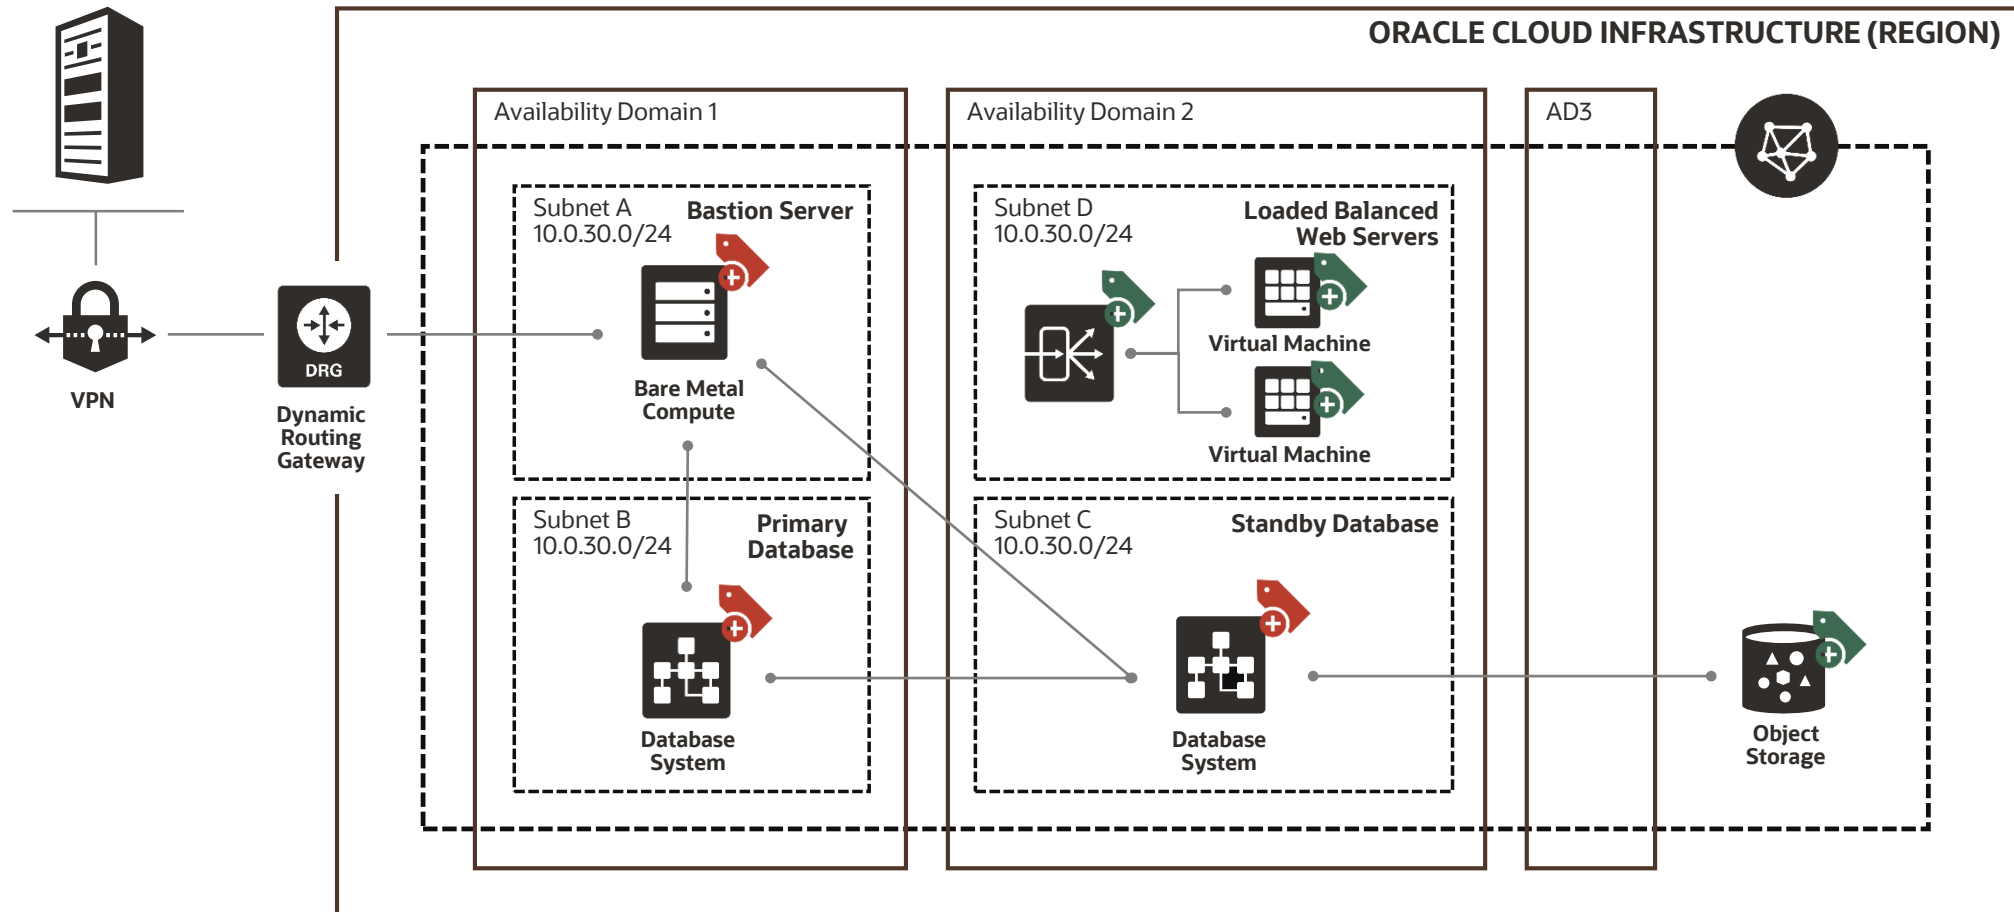 ORACLE CLOUD INFRASTRUCTURE (REGION)
Availability Domain 1
Availability Domain 2
AD3
Subnet A
10.0.30.0/24
Bastion Server
Bare Metal
Compute
Subnet D
10.0.30.0/24
Loaded Balanced
Web Servers
Virtual Machine
Virtual Machine
VPN
DRG
Dynamic
Routing
Gateway
Subnet B
10.0.30.0/24
Primary
Database
Database
System
Subnet C
10.0.30.0/24
Standby Database
Database
System
Object
Storage